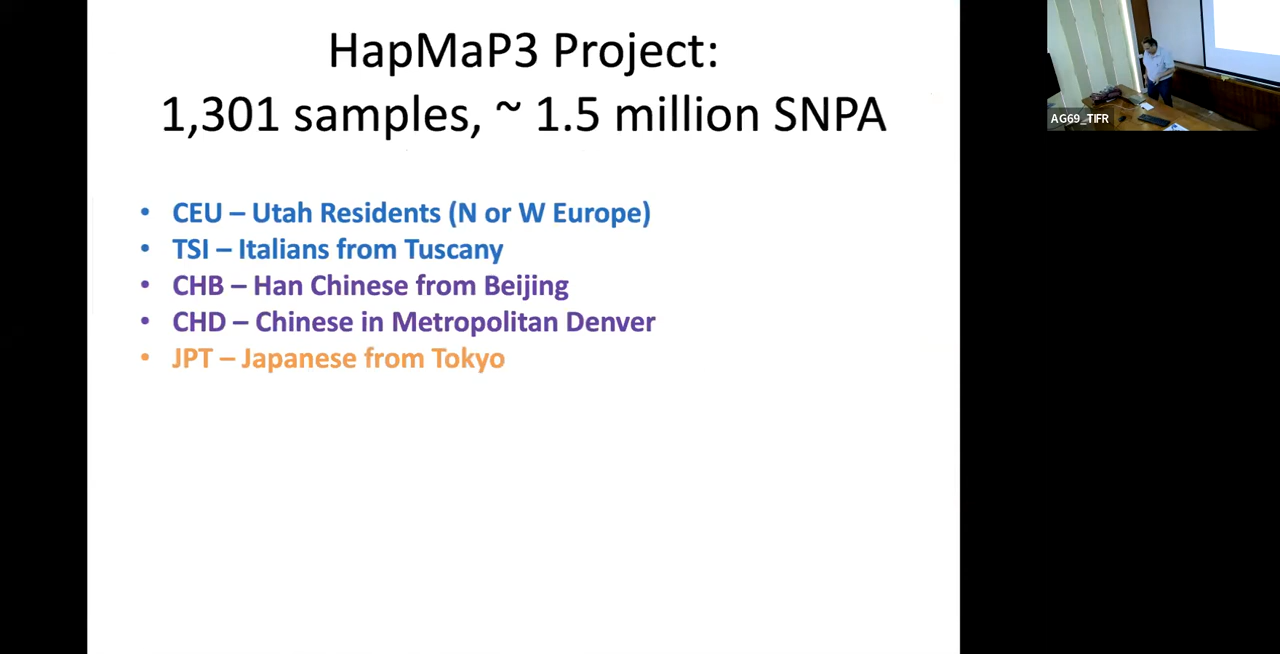 HapMaP3 Project:
1,301 samples, ~ 1.5 million SNPA
• CEU – Utah Residents (N or W Europe)
• TSI – Italians from Tuscany
• CHB – Han Chinese from Beijing
• CHD – Chinese in Metropolitan Denver
• JPT – Japanese from Tokyo
AG69_TIFR